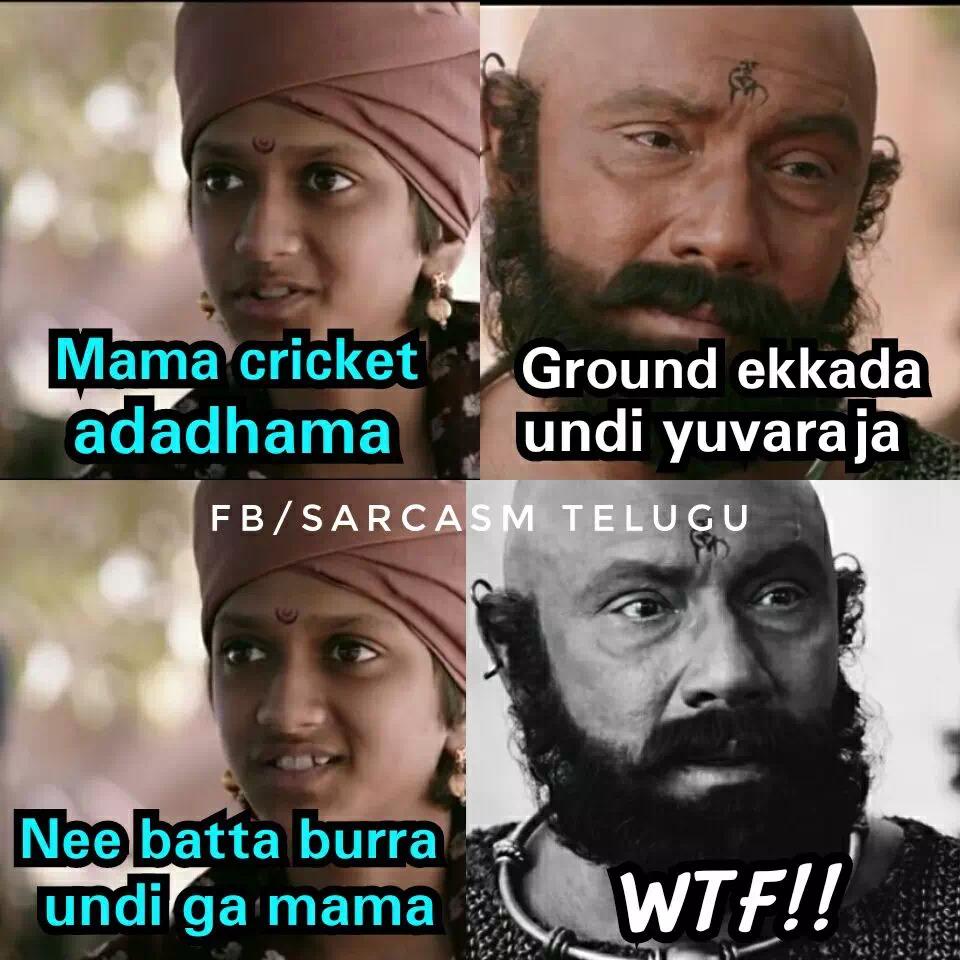 Mama cricket
adadhama
Ground ekkada
undi yuvaraja
FB/SARCASM TELUGU
Nee batta burra
undi ga mama
WTF!!